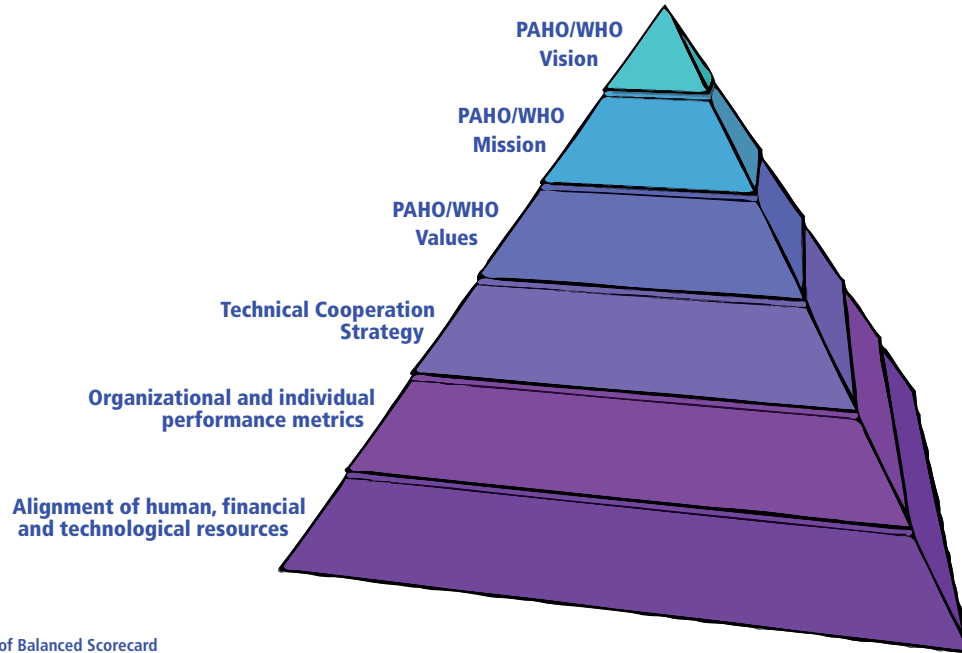 PAHO/WHO
Vision
PAHO/WHO
Mission
PAHO/WHO
Values
Technical Cooperation
Strategy
Organizational and individual
performance metrics
Alignment of human, financial
and technological resources
of Balanced Scorecard